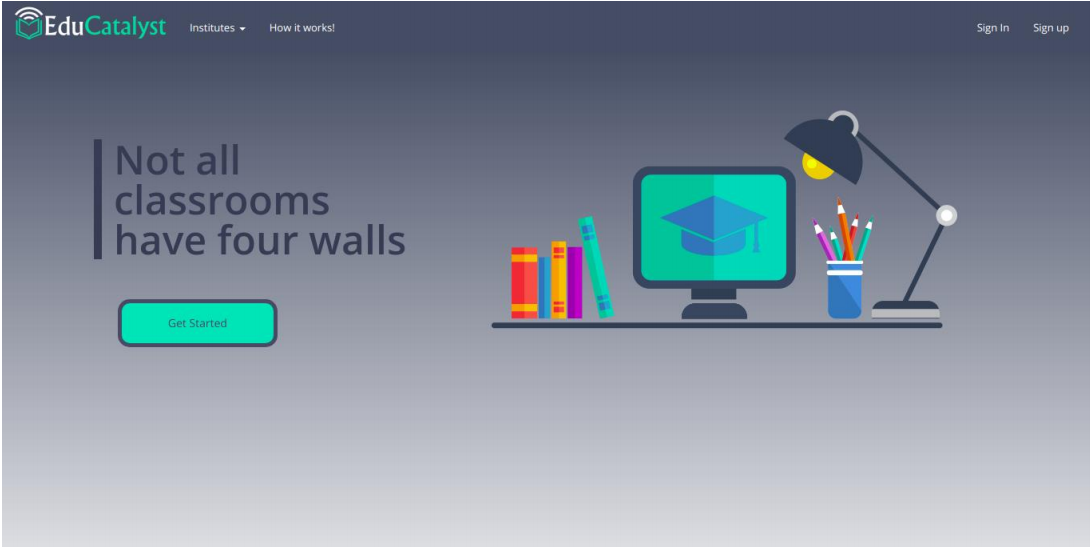 EduCatalyst
Institutes
How it works!
Sign In
Sign up
Not all
classrooms
have four walls
Get Started